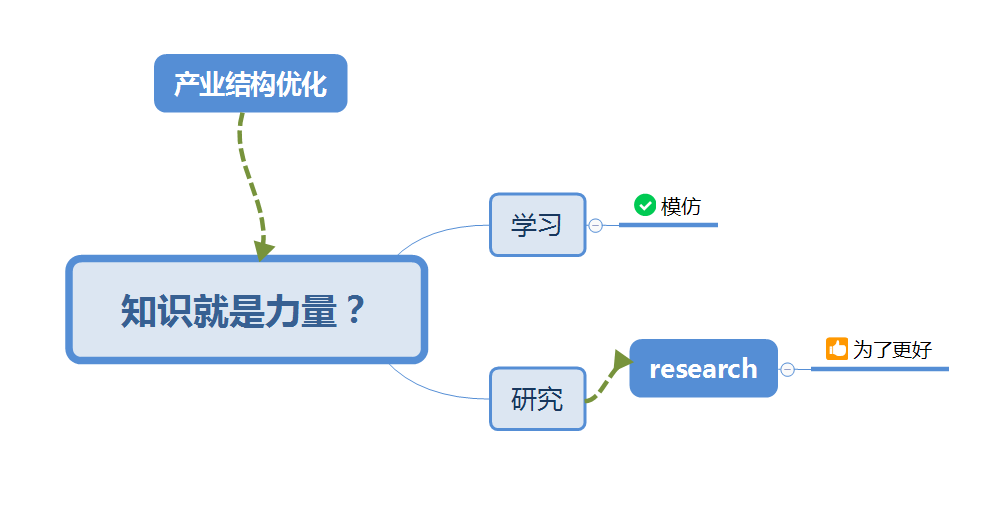 产业结构优化
知识就是力量？
学习
模仿
研究
research
为了更好